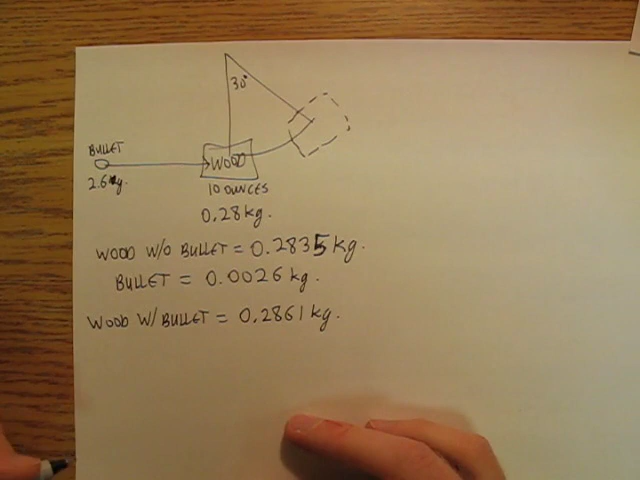 30°
BULLET
WOOD
2.6g.
10 OUNCES
0.28 kg.
WOOD W/O BULLET = 0.2835 kg.
BULLET = 0.0026 kg.
WOOD W/ BULLET = 0.2861 kg.